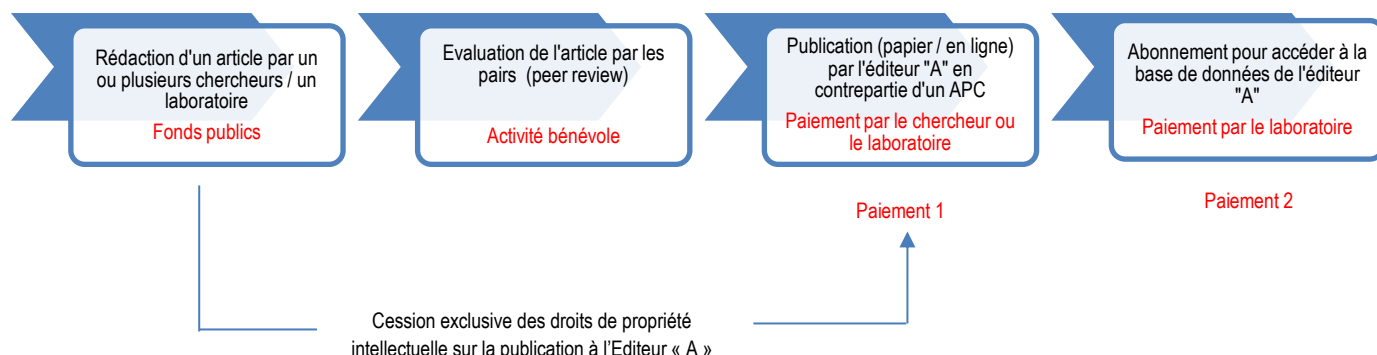 Rédaction d'un article par un
ou plusieurs chercheurs / un
laboratoire
Fonds publics
Evaluation de l'article par les
pairs (peer review)
Activité bénévole
Publication (papier / en ligne)
par l'éditeur "A" en
contrepartie d'un APC
Paiement par le chercheur ou
le laboratoire
Abonnement pour accéder à la
base de données de l'éditeur
"A"
Paiement par le laboratoire
Paiement 1
Paiement 2
Cession exclusive des droits de propriété
intellectuelle sur la publication à l'Editeur « A »